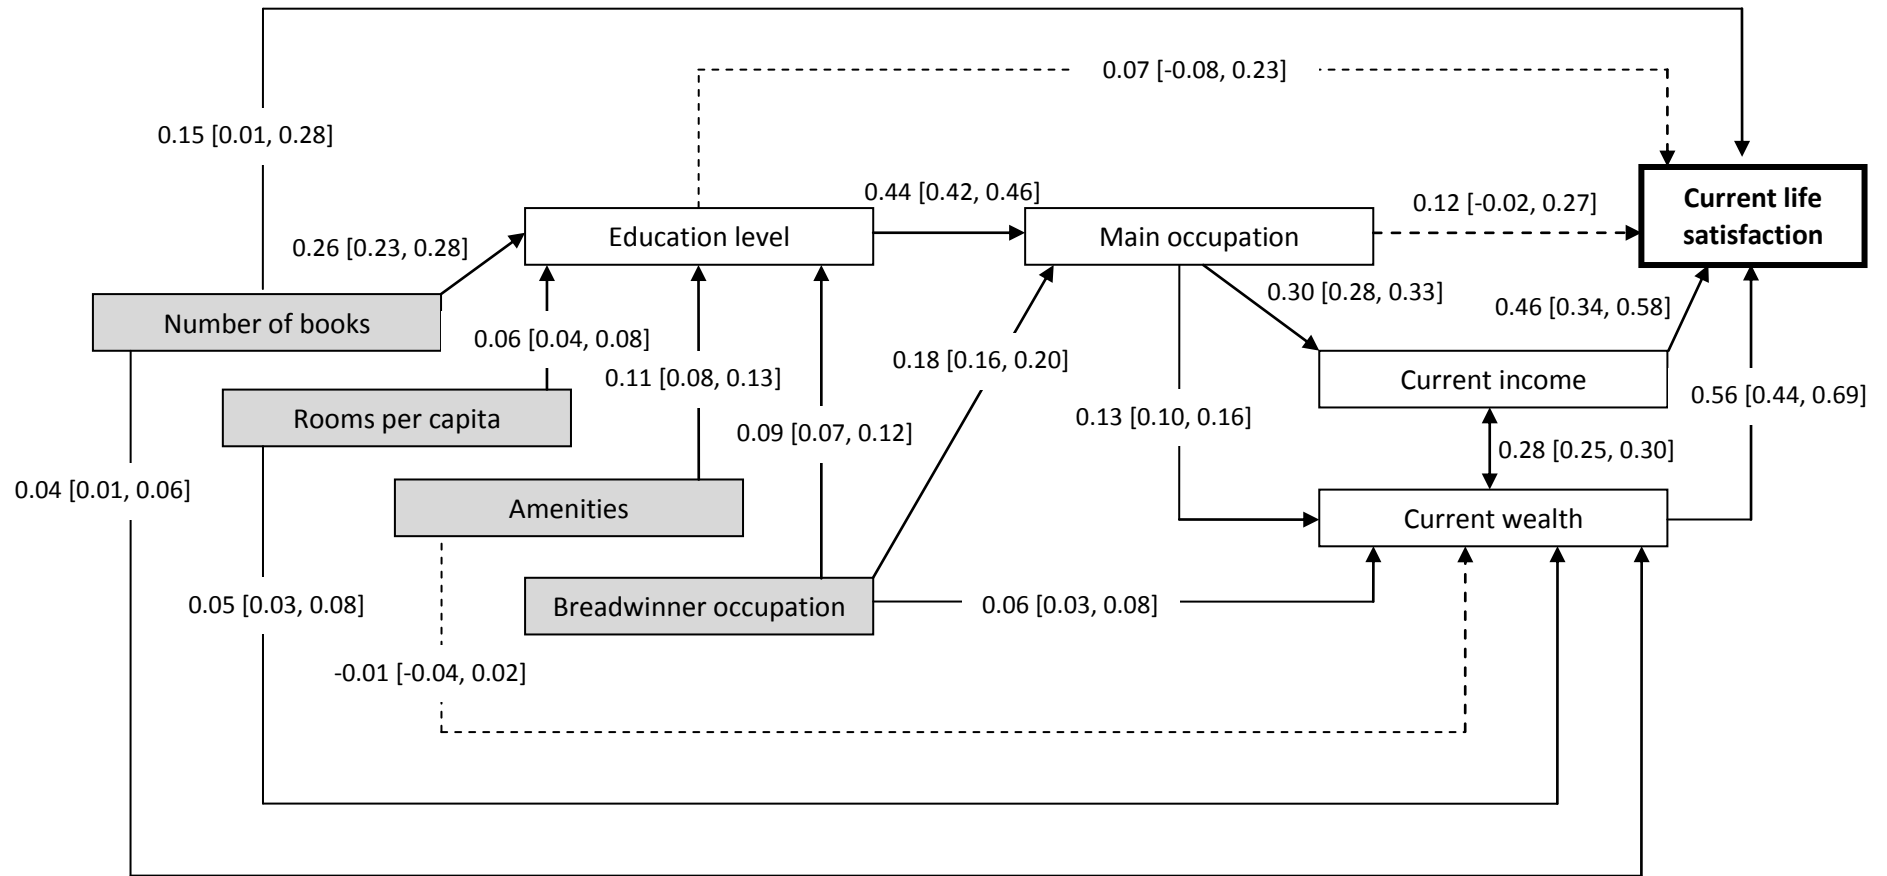 0.07 [-0.08, 0.23]
0.15 [0.01, 0.28]
0.44 [0.42, 0.46]
0.12 [-0.02, 0.27]
Current life
satisfaction
0.26 [0.23, 0.28]
Education level
Main occupation
0.30 [0.28, 0.33]
0.46 [0.34, 0.58]
Number of books
0.06 [0.04, 0.08]
0.18 [0.16, 0.20]
0.11 [0.08, 0.13]
Current income
0.56 [0.44, 0.69]
Rooms per capita
0.13 [0.10, 0.16]
0.09 [0.07, 0.12]
0.28 [0.25, 0.30]
0.04 [0.01, 0.06]
Amenities
Current wealth
0.05 [0.03, 0.08]
Breadwinner occupation
0.06 [0.03, 0.08]
-0.01 [-0.04, 0.02]